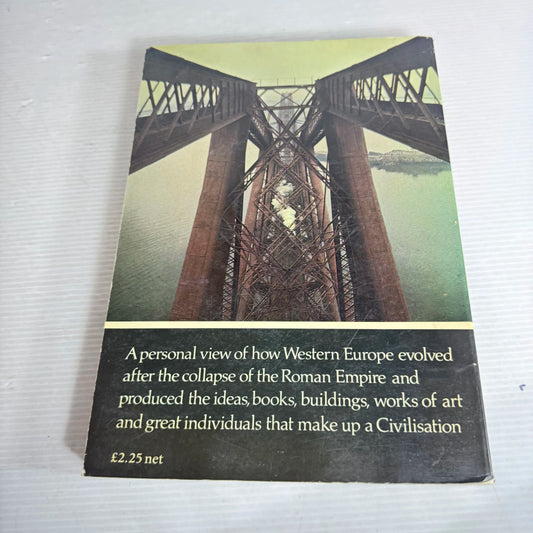 A personal view of how Western Europe evolved
after the collapse of the Roman Empire and
produced the ideas, books, buildings, works of art
and great individuals that make up a Civilisation
£2.25 net